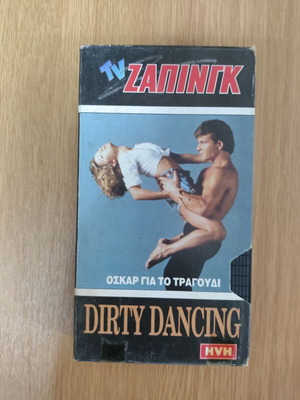 TV ΖΑΠΙΝΓΚ
ΟΣΚΑΡ ΓΙΑ ΤΟ ΤΡΑΓΟΥΔΙ
DIRTY DANCING
HVH